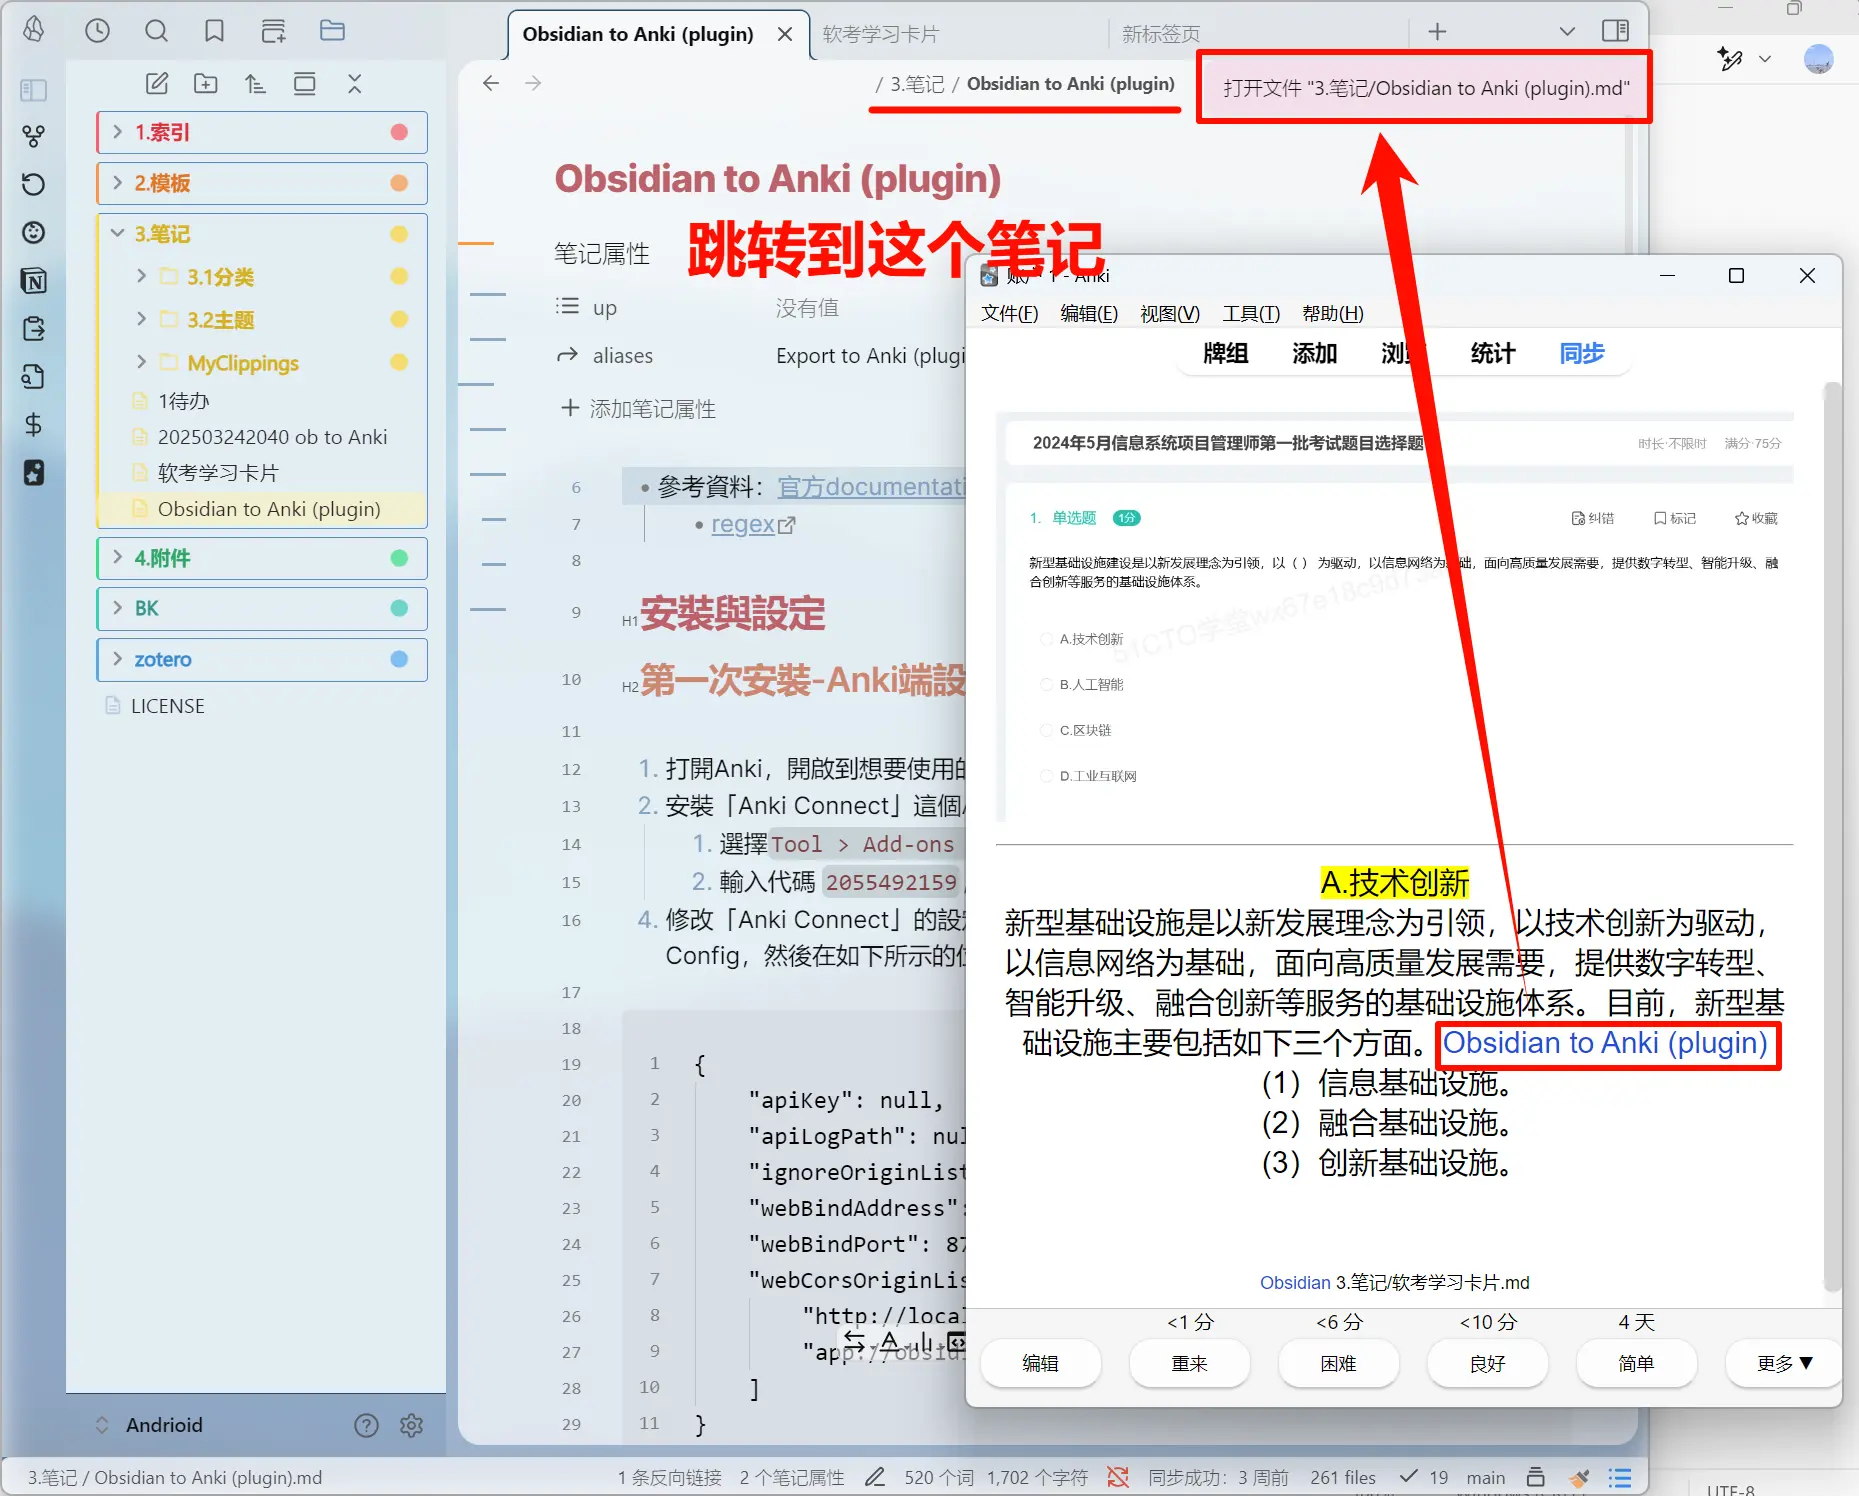 Obsidian to Anki (plugin)
软考学习卡片
新标签页
/ 3.笔记 / Obsidian to Anki (plugin)
打开文件 "3.笔记/Obsidian to Anki (plugin).md"
1.索引
2.模板
3.笔记
3.1分类
3.2主题
MyClippings
1待办
202503242040 ob to Anki
软考学习卡片
Obsidian to Anki (plugin)
4.附件
BK
zotero
LICENSE
Andrioid
Obsidian to Anki (plugin)
跳转到这个笔记
笔记属性
up 没有值
aliases Export to Anki (plugi
添加笔记属性
6 參考資料：官方documentati
7 regex
8
9 H1 安裝與設定
10 H2 第一次安裝-Anki端設
11
12 1. 打開Anki，開啟到想要使用的
13 2. 安裝「Anki Connect」這個
14 1. 選擇Tool > Add-ons
15 2. 輸入代碼 2055492159
16 4. 修改「Anki Connect」的設
Config，然後在如下所示的
17
18
19 1 {
20 2 "apiKey": null,
21 3 "apiLogPath": nul
22 4 "ignoreOriginList
23 5 "webBindAddress":
24 6 "webBindPort": 87
25 7 "webCorsOriginLis
26 8 "http://local
27 9 "app://obsidi
28 10 ]
29 11 }
账户 1 - Anki
文件(F) 编辑(E) 视图(V) 工具(T) 帮助(H)
牌组 添加 浏览 统计 同步
2024年5月信息系统项目管理师第一批考试题目选择题
时长·不限时 满分·75分
1. 单选题 1分
纠错 标记 收藏
新型基础设施建设是以新发展理念为引领，以（ ）为驱动，以信息网络为基础，面向高质量发展需要，提供数字转型、智能升级、融
合创新等服务的基础设施体系。
51CTO学堂
A.技术创新
B.人工智能
C.区块链
D.工业互联网
A.技术创新
新型基础设施是以新发展理念为引领，以技术创新为驱动，
以信息网络为基础，面向高质量发展需要，提供数字转型、
智能升级、融合创新等服务的基础设施体系。目前，新型基
础设施主要包括如下三个方面。Obsidian to Anki (plugin)
（1）信息基础设施。
（2）融合基础设施。
（3）创新基础设施。
Obsidian 3.笔记/软考学习卡片.md
<1 分 <6 分 <10 分 4 天
编辑 重来 困难 良好 简单 更多▼
3.笔记 / Obsidian to Anki (plugin).md
1 条反向链接 2 个笔记属性 520 个词 1,702 个字符 同步成功：3 周前 261 files 19 main
UTF-8